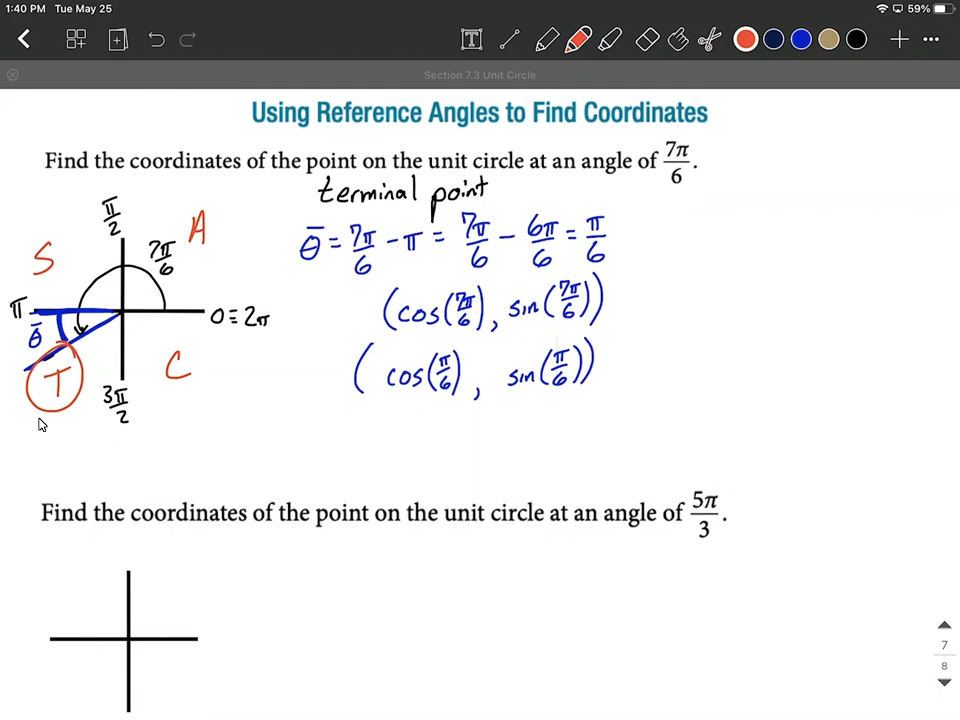 1:40 PM Tue May 25
59%
Section 7.3 Unit Circle
Using Reference Angles to Find Coordinates
Find the coordinates of the point on the unit circle at an angle of 7π/6.
terminal point
π/2
A
S
7π/6
θ̄ = 7π/6 - π = 7π/6 - 6π/6 = π/6
π
0 = 2π
(cos(7π/6), sin(7π/6))
θ̄
T
C
(cos(π/6), sin(π/6))
3π/2
Find the coordinates of the point on the unit circle at an angle of 5π/3.
7
8